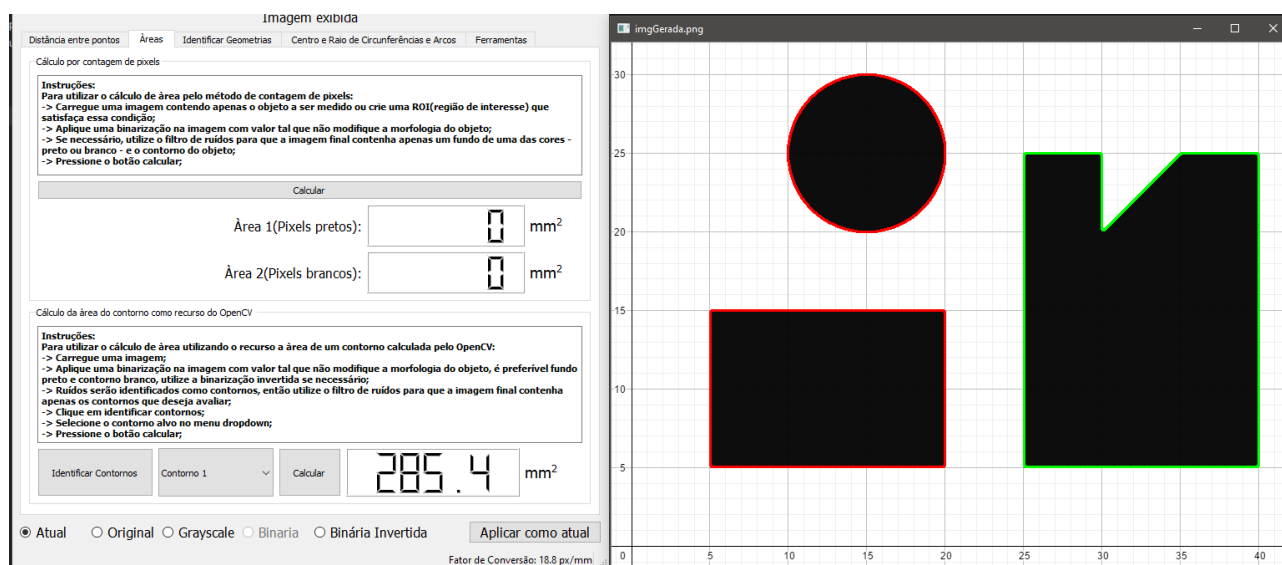 Imagem exibida
Distância entre pontos Àreas Identificar Geometrias Centro e Raio de Circunferências e Arcos Ferramentas
Cálculo por contagem de pixels
Instruções:
Para utilizar o cálculo de àrea pelo método de contagem de pixels:
-> Carregue uma imagem contendo apenas o objeto a ser medido ou crie uma ROI(região de interesse) que
satisfaça essa condição;
-> Aplique uma binarização na imagem com valor tal que não modifique a morfologia do objeto;
-> Se necessário, utilize o filtro de ruídos para que a imagem final contenha apenas um fundo de uma das cores -
preto ou branco - e o contorno do objeto;
-> Pressione o botão calcular;
Calcular
Àrea 1(Pixels pretos): 0 mm²
Àrea 2(Pixels brancos): 0 mm²
Cálculo da àrea do contorno como recurso do OpenCV
Instruções:
Para utilizar o cálculo de àrea utilizando o recurso a àrea de um contorno calculada pelo OpenCV:
-> Carregue uma imagem;
-> Aplique uma binarização na imagem com valor tal que não modifique a morfologia do objeto, é preferível fundo
preto e contorno branco, utilize a binarização invertida se necessário;
-> Ruídos serão identificados como contornos, então utilize o filtro de ruídos para que a imagem final contenha
apenas os contornos que deseja avaliar;
-> Clique em identificar contornos;
-> Selecione o contorno alvo no menu dropdown;
-> Pressione o botão calcular;
Identificar Contornos Contorno 1 Calcular 285.4 mm²
Atual Original Grayscale Binaria Binária Invertida Aplicar como atual
Fator de Conversão: 18.8 px/mm
imgGerada.png
30
25
20
15
10
5
0 5 10 15 20 25 30 35 40